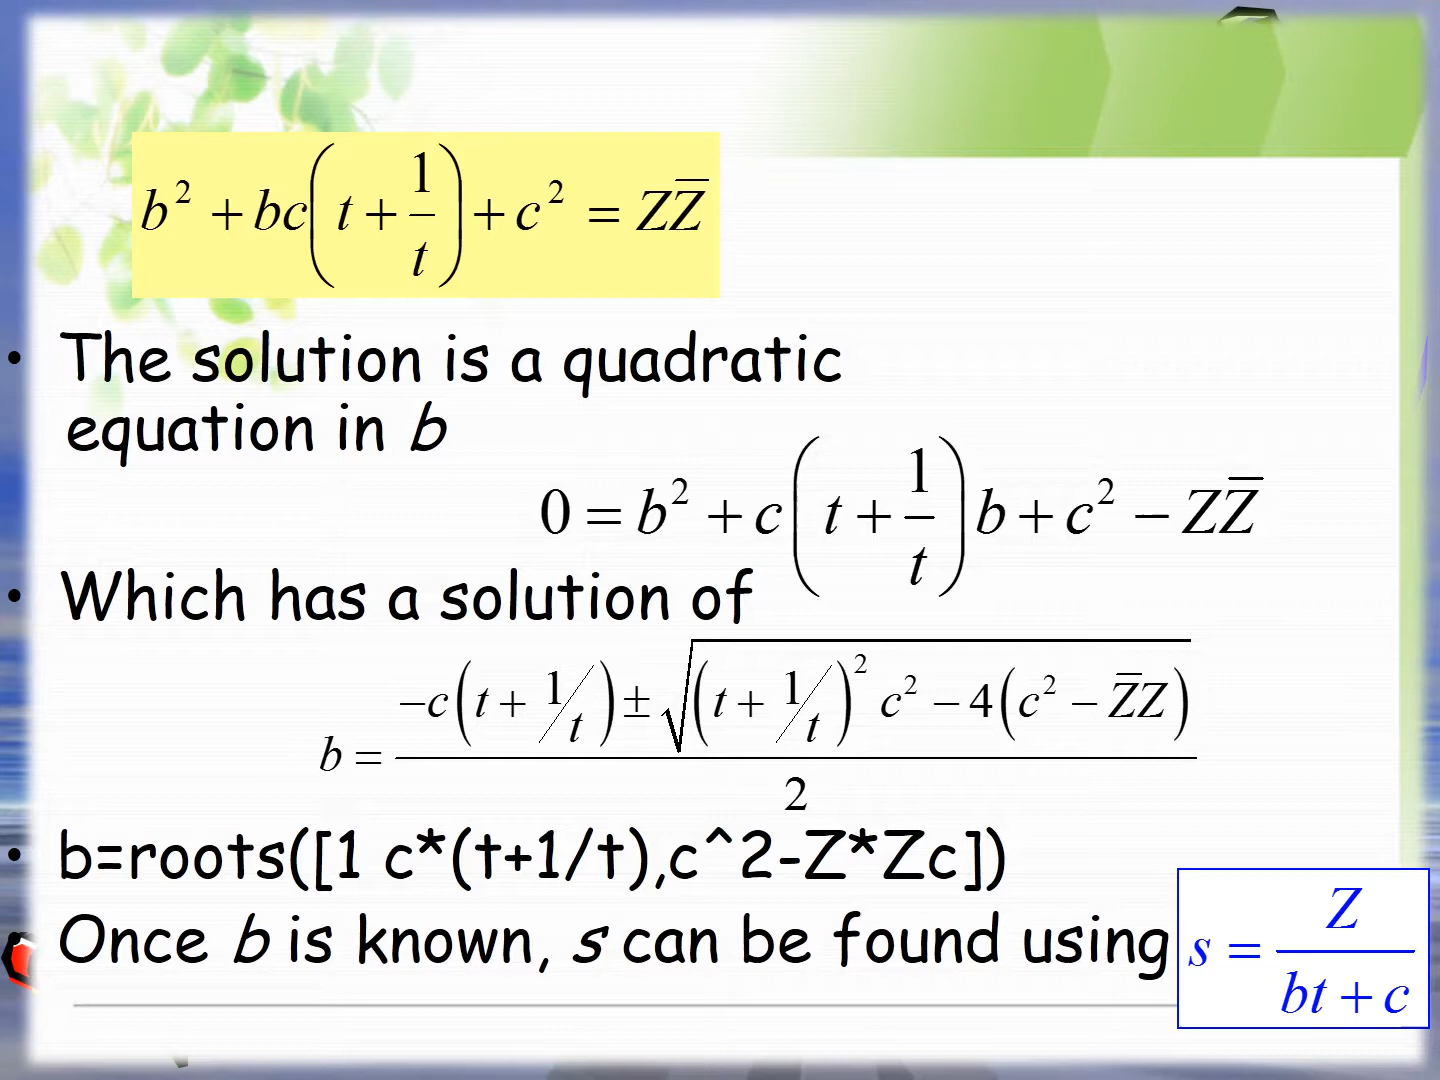 b² + bc(t + 1/t) + c² = ZZ̅
• The solution is a quadratic
equation in b
0 = b² + c(t + 1/t)b + c² − ZZ̅
• Which has a solution of
b = (−c(t + 1/t) ± √((t + 1/t)² c² − 4(c² − Z̅Z))) / 2
• b=roots([1 c*(t+1/t),c^2-Z*Zc])
• Once b is known, s can be found using
s = Z / (bt + c)